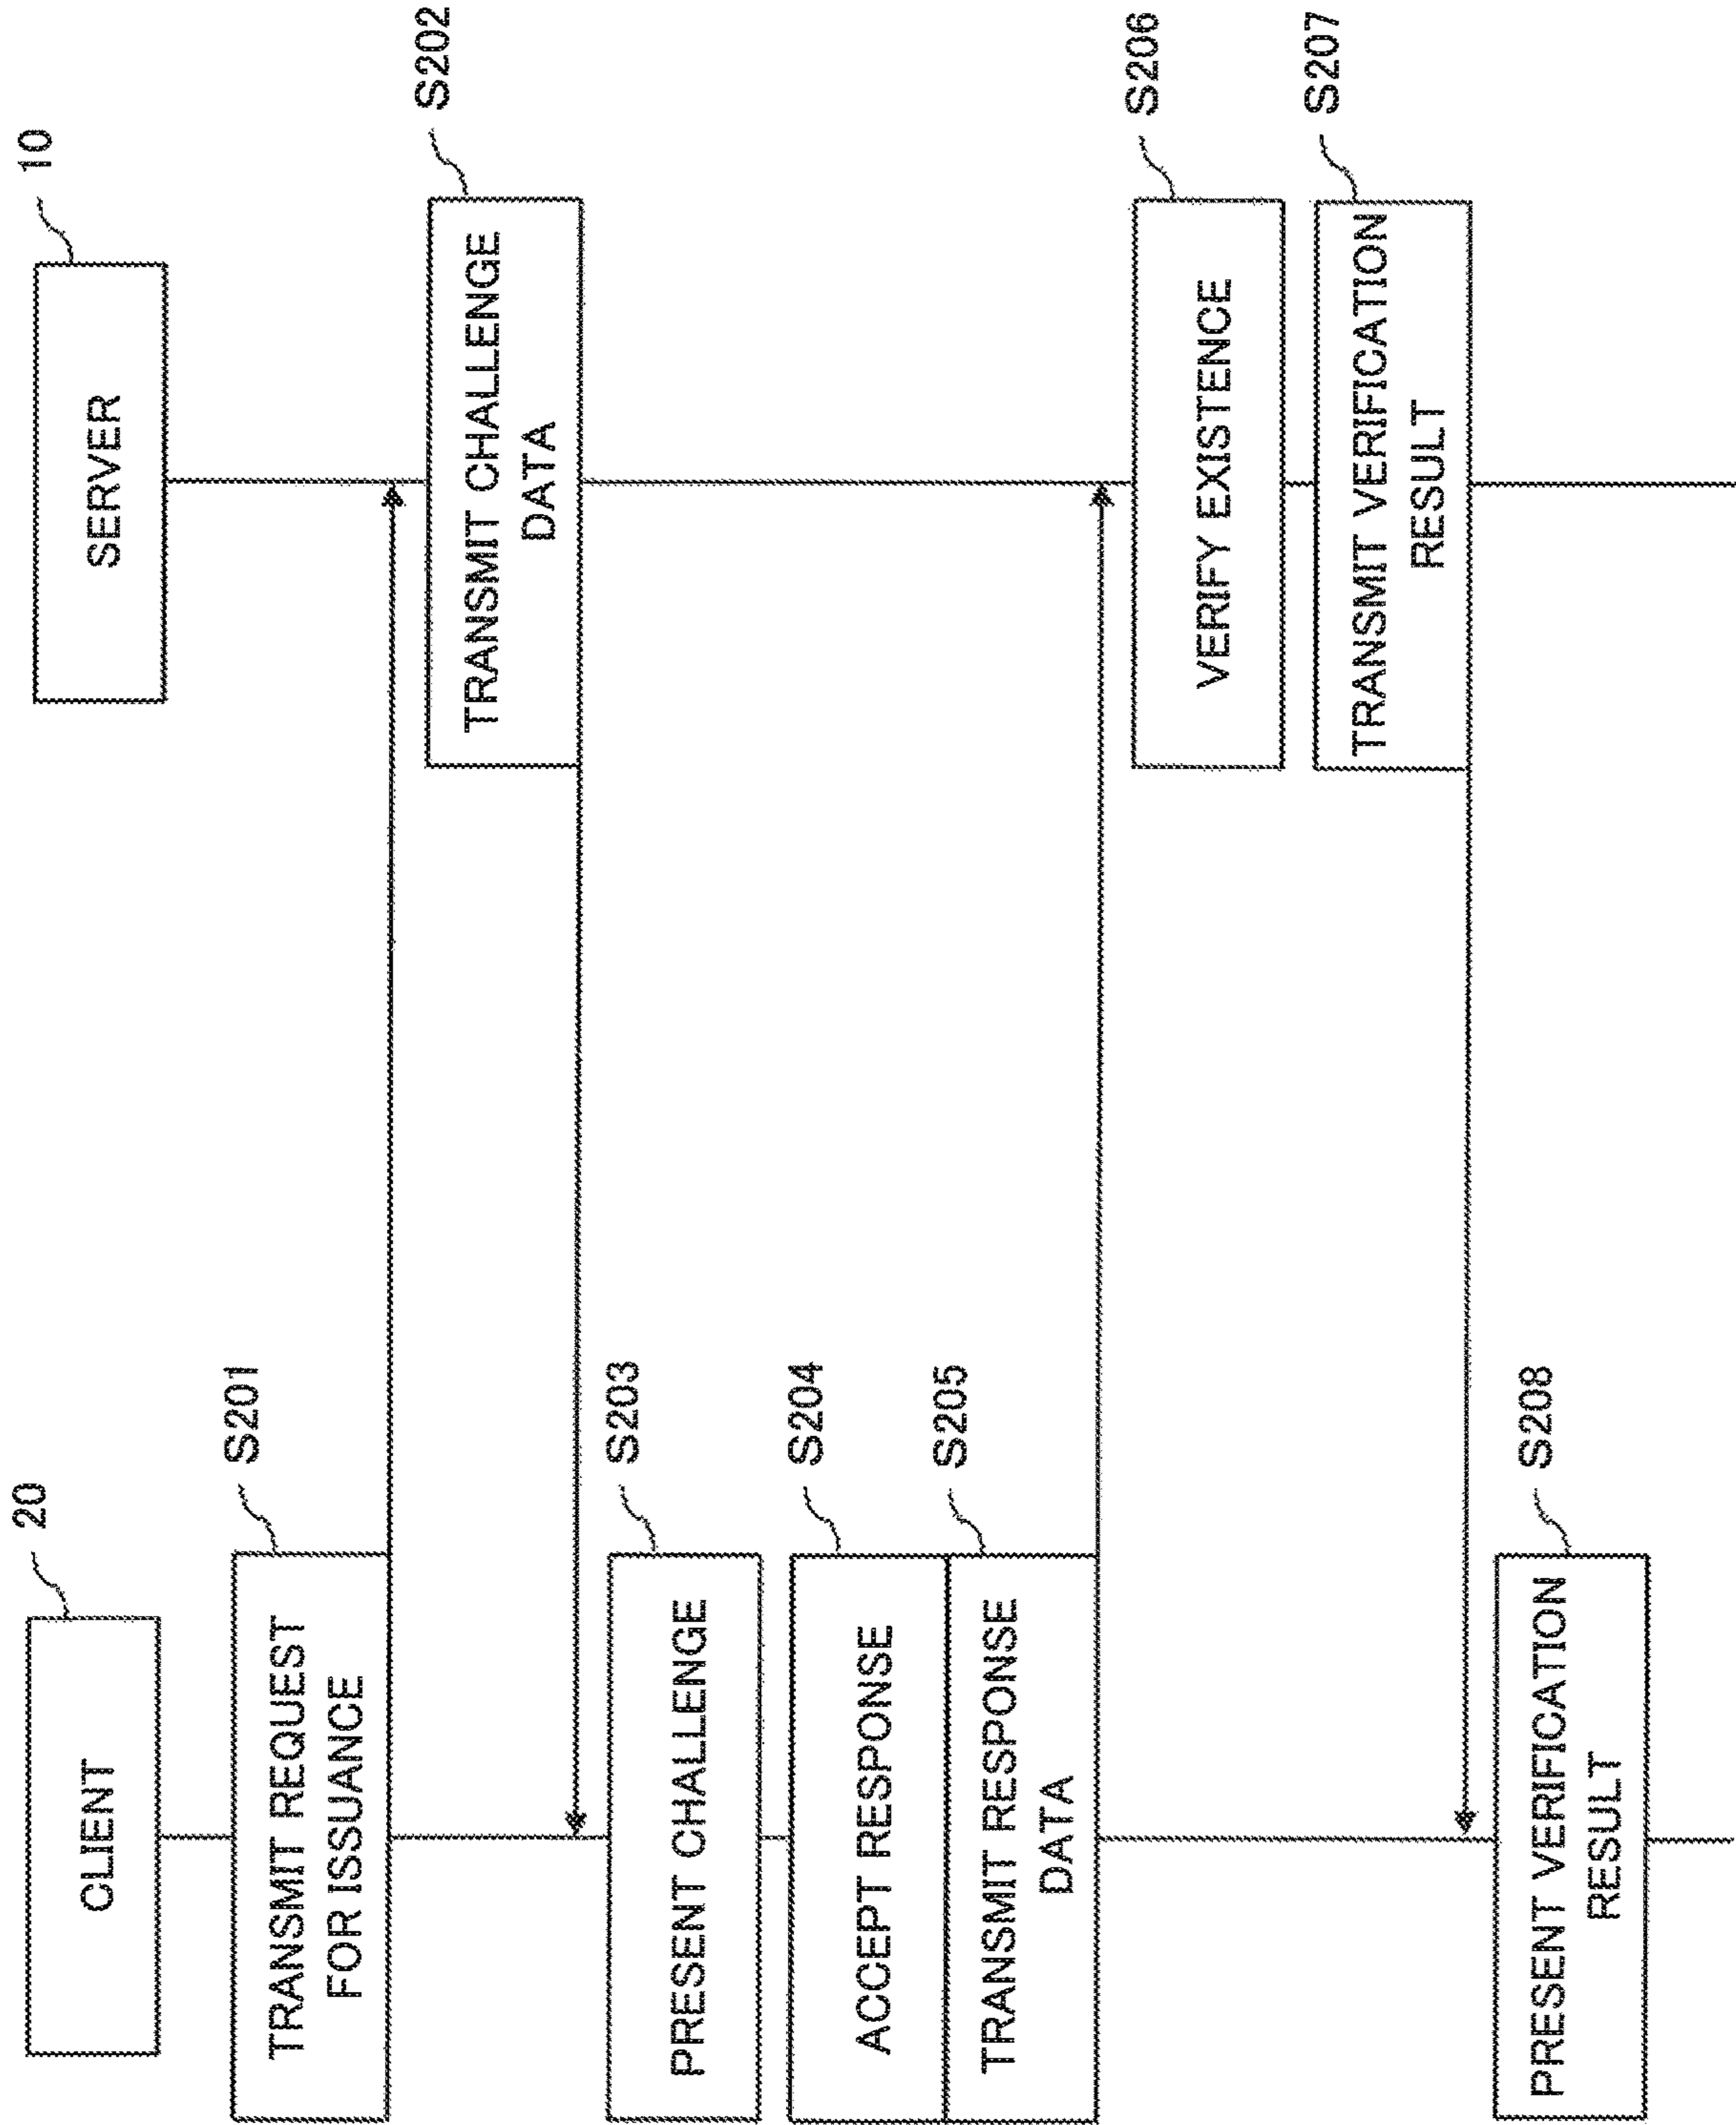 20
CLIENT
10
SERVER
S201
TRANSMIT REQUEST
FOR ISSUANCE
S202
TRANSMIT CHALLENGE
DATA
S203
PRESENT CHALLENGE
S204
ACCEPT RESPONSE
S205
TRANSMIT RESPONSE
DATA
S206
VERIFY EXISTENCE
S207
TRANSMIT VERIFICATION
RESULT
S208
PRESENT VERIFICATION
RESULT